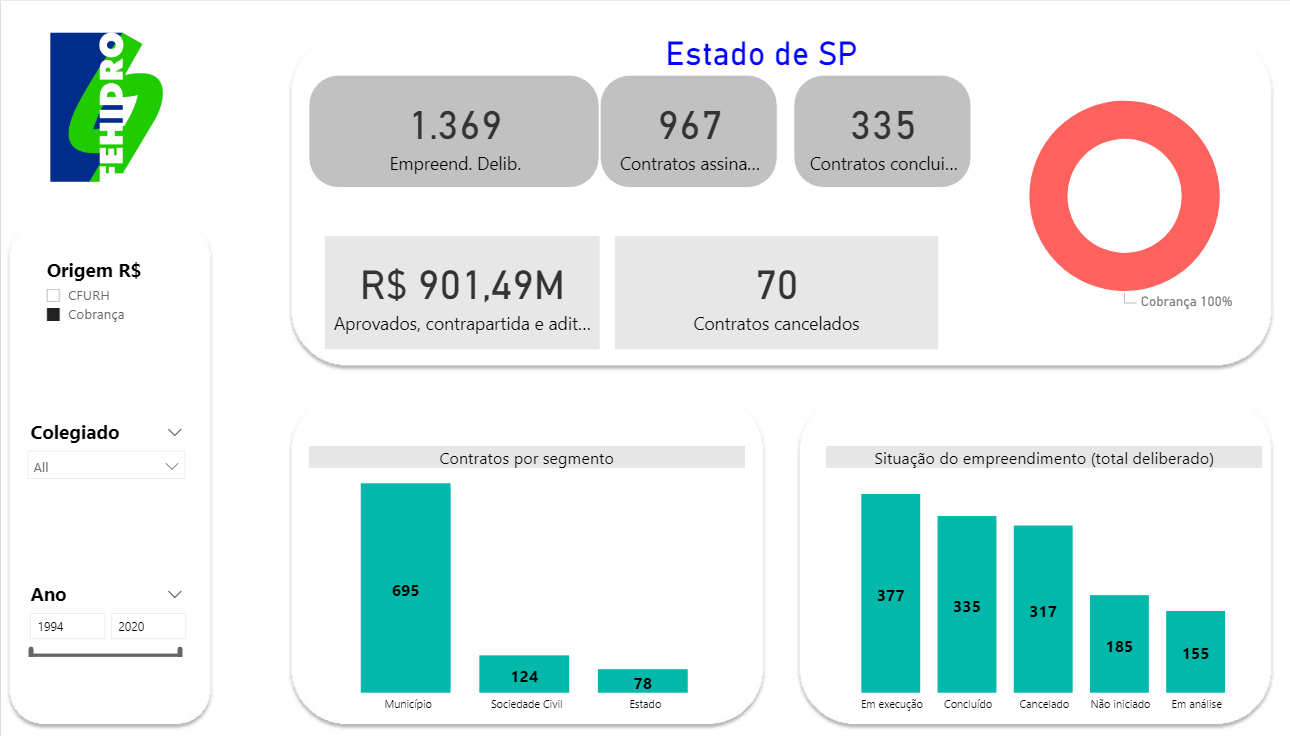 FEHIDRO
Estado de SP
1.369
Empreend. Delib.
967
Contratos assina...
335
Contratos conclui...
R$ 901,49M
Aprovados, contrapartida e adit...
70
Contratos cancelados
Cobrança 100%
Origem R$
CFURH
Cobrança
Colegiado
All
Ano
1994
2020
Contratos por segmento
695
124
78
Município
Sociedade Civil
Estado
Situação do empreendimento (total deliberado)
377
335
317
185
155
Em execução
Concluído
Cancelado
Não iniciado
Em análise